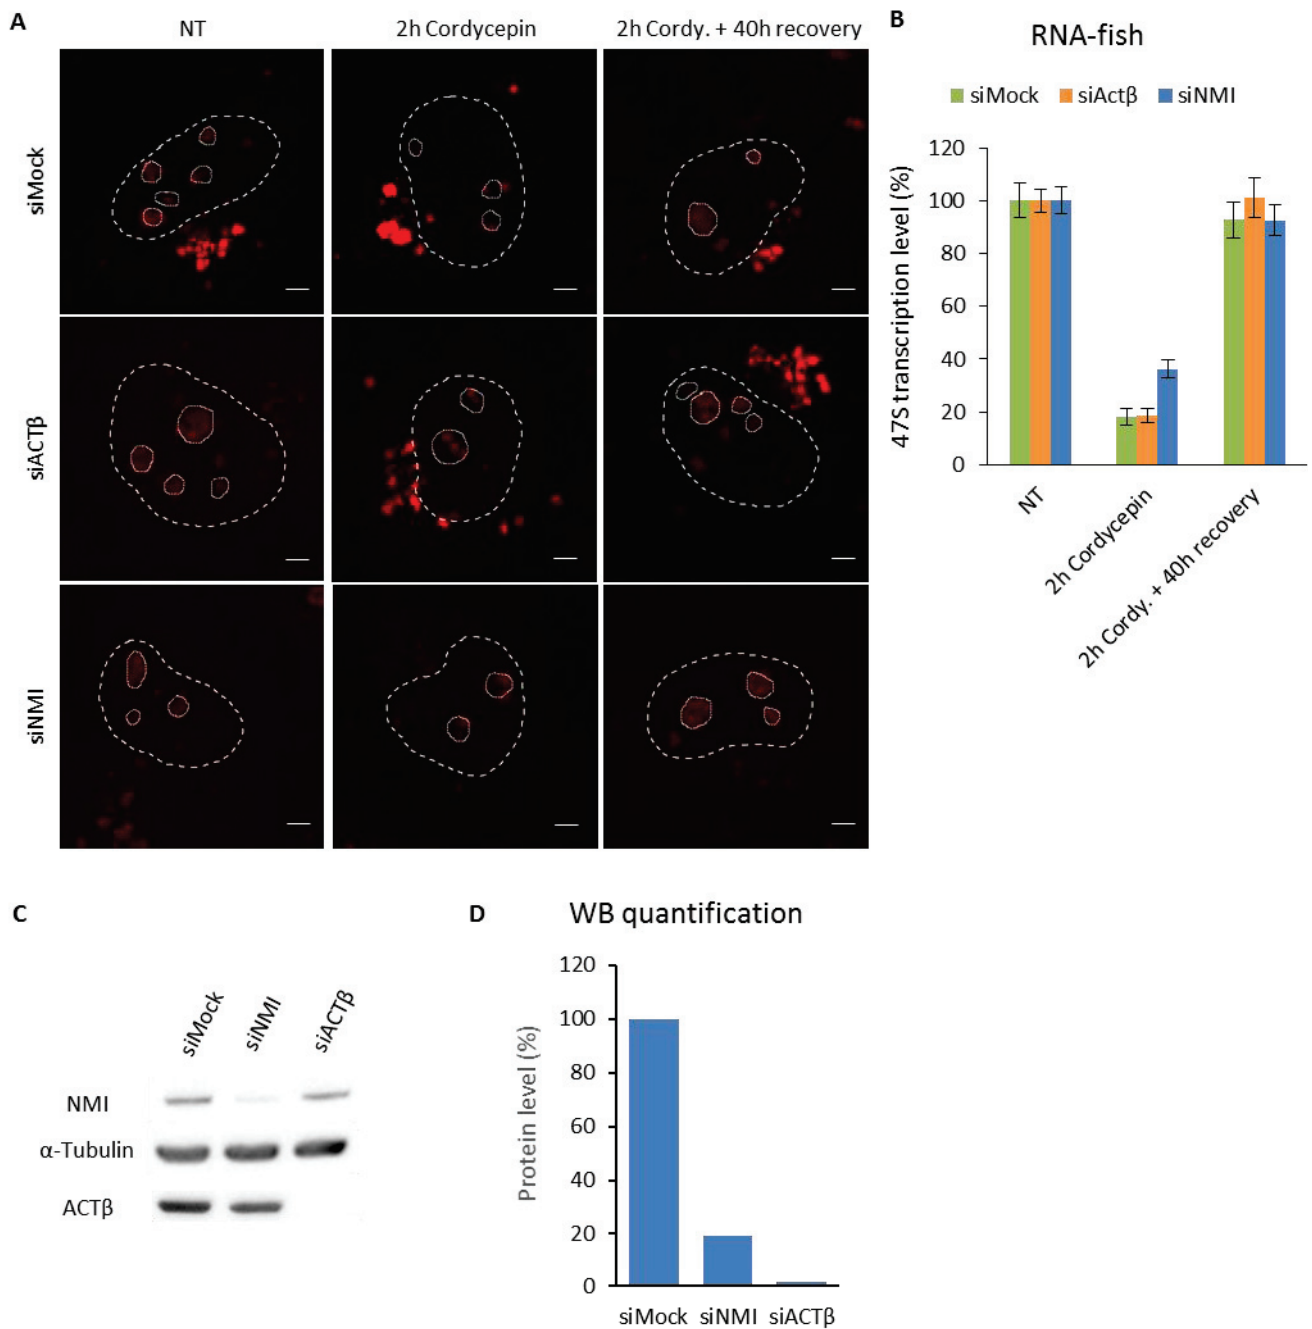 A
NT
2h Cordycepin
2h Cordy. + 40h recovery
siMock
siACTβ
siNMI
B
RNA-fish
siMock siActβ siNMI
47S transcription level (%)
120
100
80
60
40
20
0
NT
2h Cordycepin
2h Cordy. + 40h recovery
C
siMock
siNMI
siACTβ
NMI
α-Tubulin
ACTβ
D
WB quantification
Protein level (%)
120
100
80
60
40
20
0
siMock siNMI siACTβ